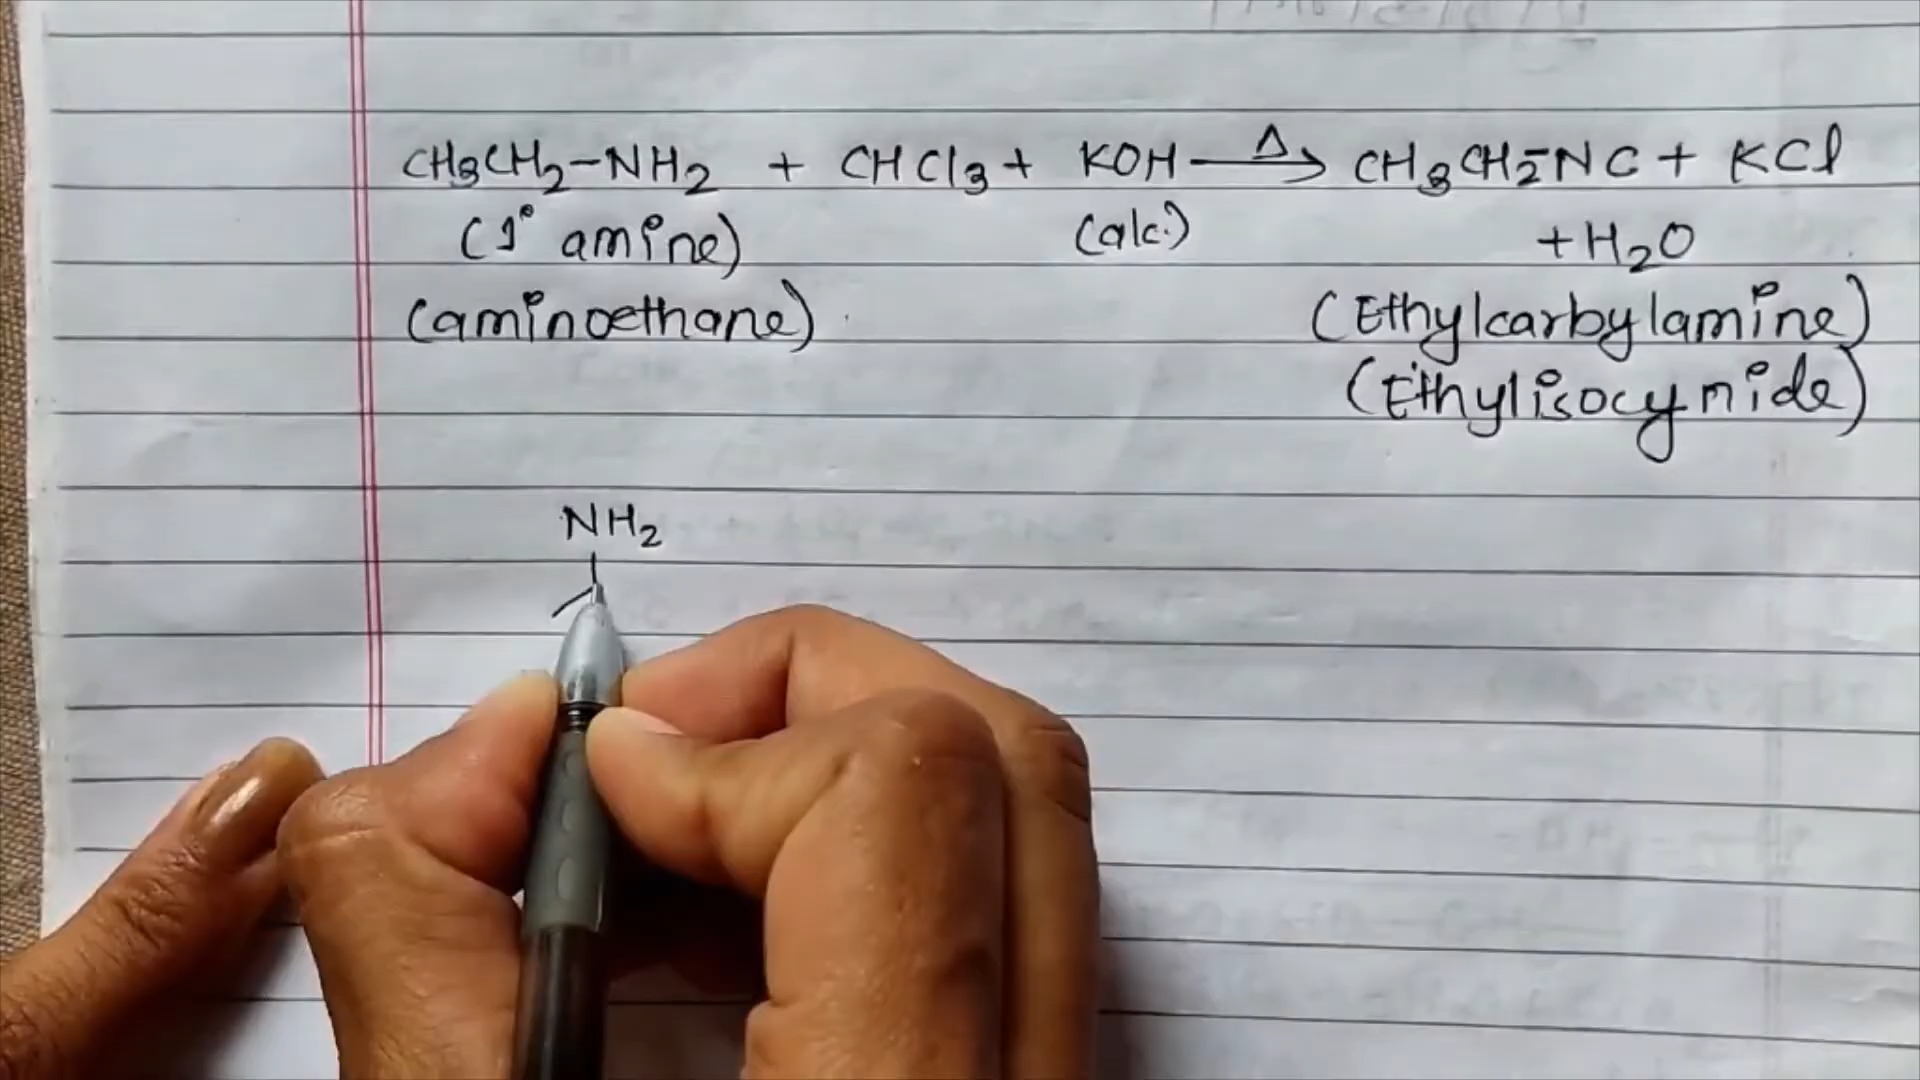 CH3CH2-NH2 + CHCl3 + KOH —Δ→ CH3CH2-NC + KCl
(1° amine) (alc.) +H2O
(aminoethane) (Ethylcarbylamine)
(Ethylisocynide)
NH2